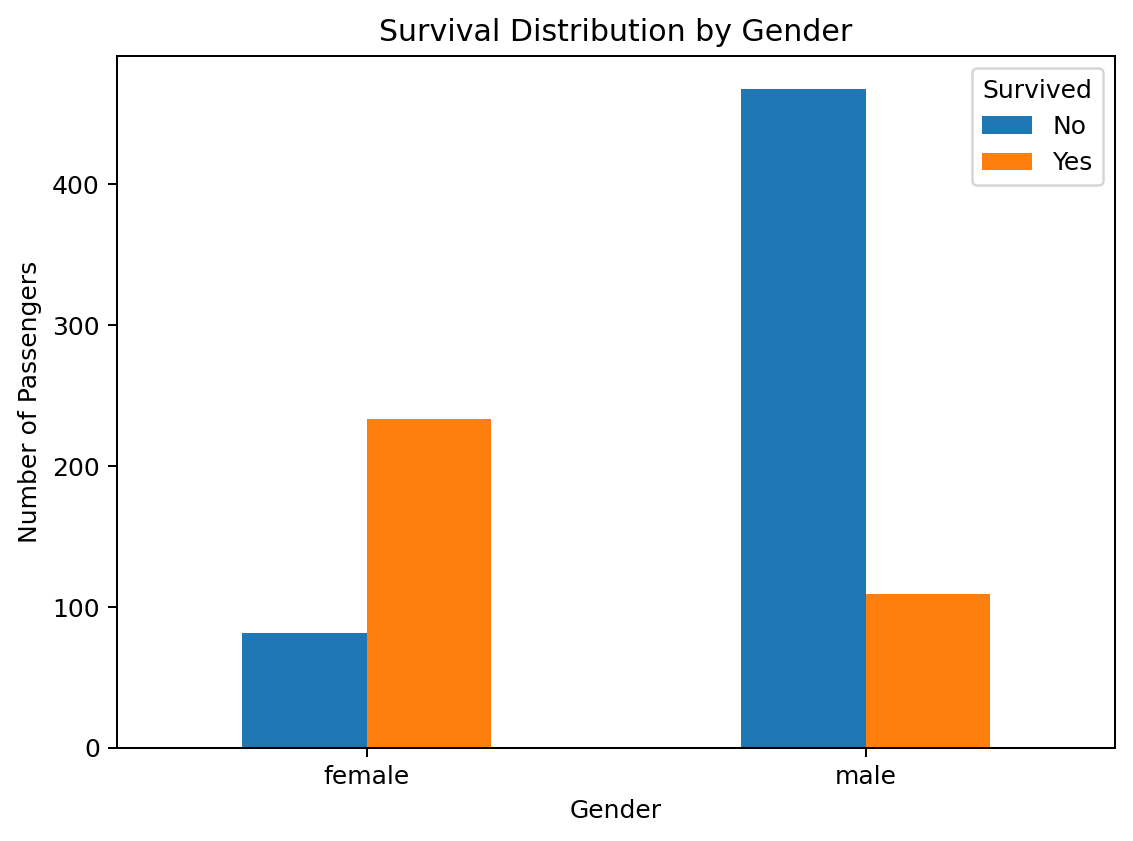 Survival Distribution by Gender
Survived
No
Yes
400
300
200
100
0
Number of Passengers
female
male
Gender